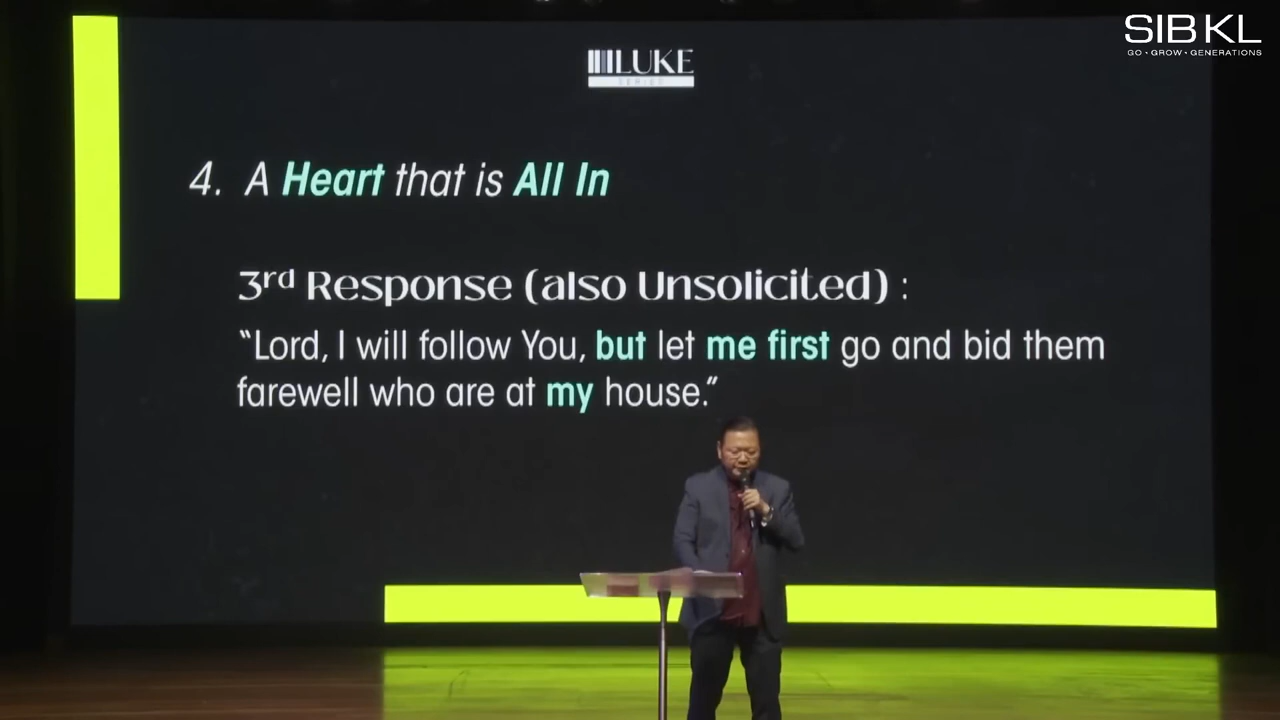 SIBKL
GO • GROW • GENERATIONS
LUKE
SERIES
4. A Heart that is All In
3rd Response (also Unsolicited) :
“Lord, I will follow You, but let me first go and bid them
farewell who are at my house.”